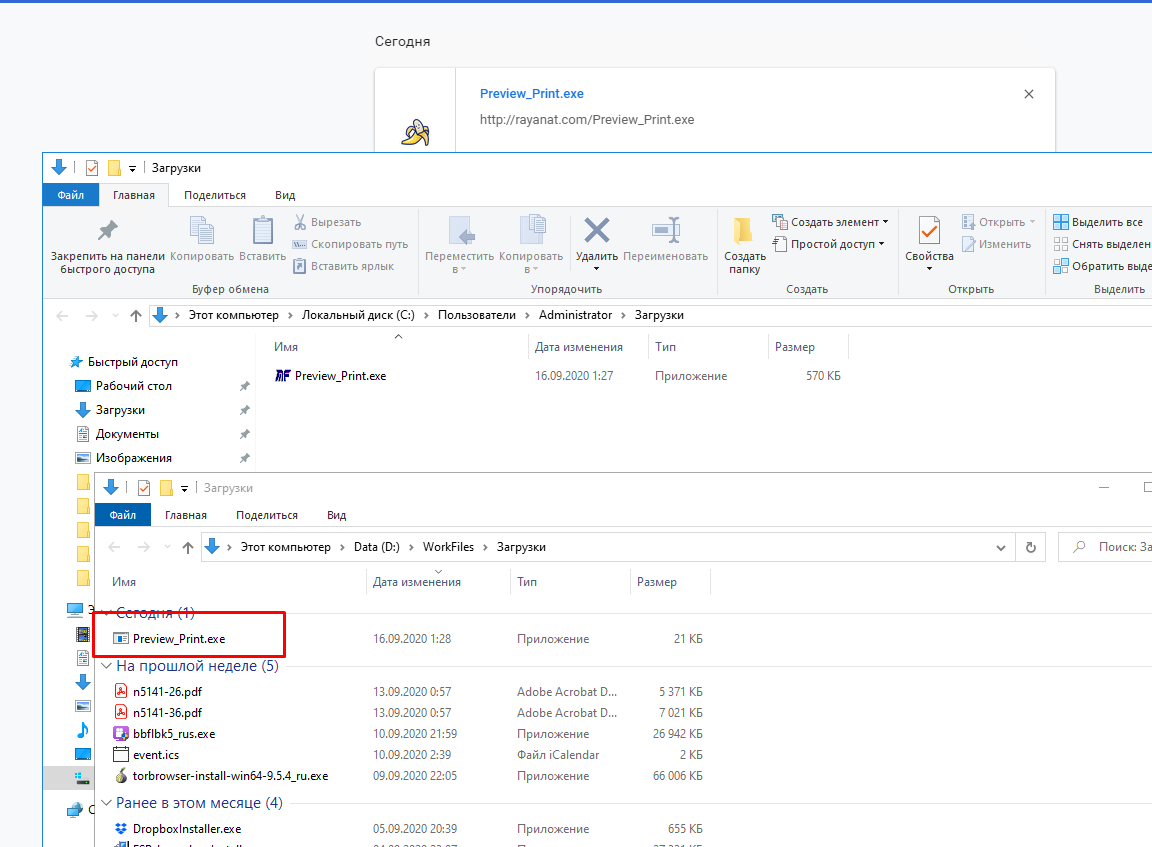 Сегодня
Preview_Print.exe
http://rayanat.com/Preview_Print.exe
Загрузки
Файл Главная Поделиться Вид
Закрепить на панели быстрого доступа
Копировать
Вставить
Вырезать
Скопировать путь
Вставить ярлык
Буфер обмена
Переместить в
Копировать в
Удалить
Переименовать
Упорядочить
Создать папку
Создать элемент
Простой доступ
Создать
Свойства
Открыть
Изменить
Открыть
Выделить все
Снять выделен
Обратить выде
Выделить
Этот компьютер > Локальный диск (C:) > Пользователи > Administrator > Загрузки
Имя Дата изменения Тип Размер
Preview_Print.exe 16.09.2020 1:27 Приложение 570 КБ
Быстрый доступ
Рабочий стол
Загрузки
Документы
Изображения
Загрузки
Файл Главная Поделиться Вид
Этот компьютер > Data (D:) > WorkFiles > Загрузки
Поиск: За
Имя Дата изменения Тип Размер
Сегодня (1)
Preview_Print.exe 16.09.2020 1:28 Приложение 21 КБ
На прошлой неделе (5)
n5141-26.pdf 13.09.2020 0:57 Adobe Acrobat D... 5 371 КБ
n5141-36.pdf 13.09.2020 0:57 Adobe Acrobat D... 7 021 КБ
bbflbk5_rus.exe 10.09.2020 21:59 Приложение 26 942 КБ
event.ics 10.09.2020 2:39 Файл iCalendar 2 КБ
torbrowser-install-win64-9.5.4_ru.exe 09.09.2020 22:05 Приложение 66 006 КБ
Ранее в этом месяце (4)
DropboxInstaller.exe 05.09.2020 20:39 Приложение 655 КБ